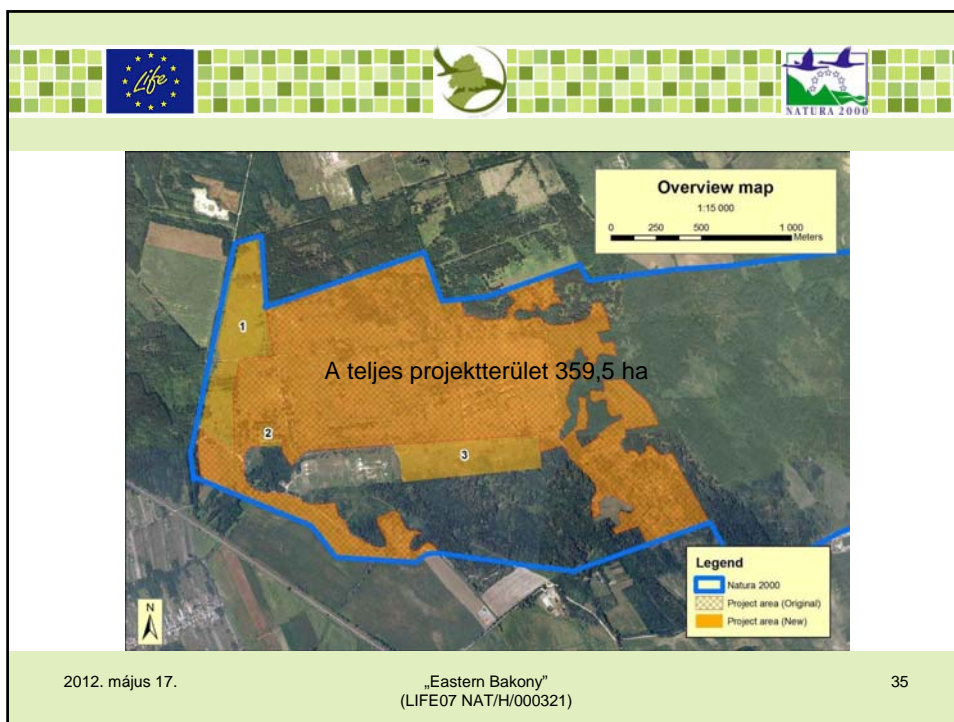 Life
NATURA 2000
Overview map
1:15 000
0 250 500 1 000
Meters
1
A teljes projektterület 359,5 ha
2
3
Legend
Natura 2000
Project area (Original)
Project area (New)
N
2012. május 17.
„Eastern Bakony”
(LIFE07 NAT/H/000321)
35